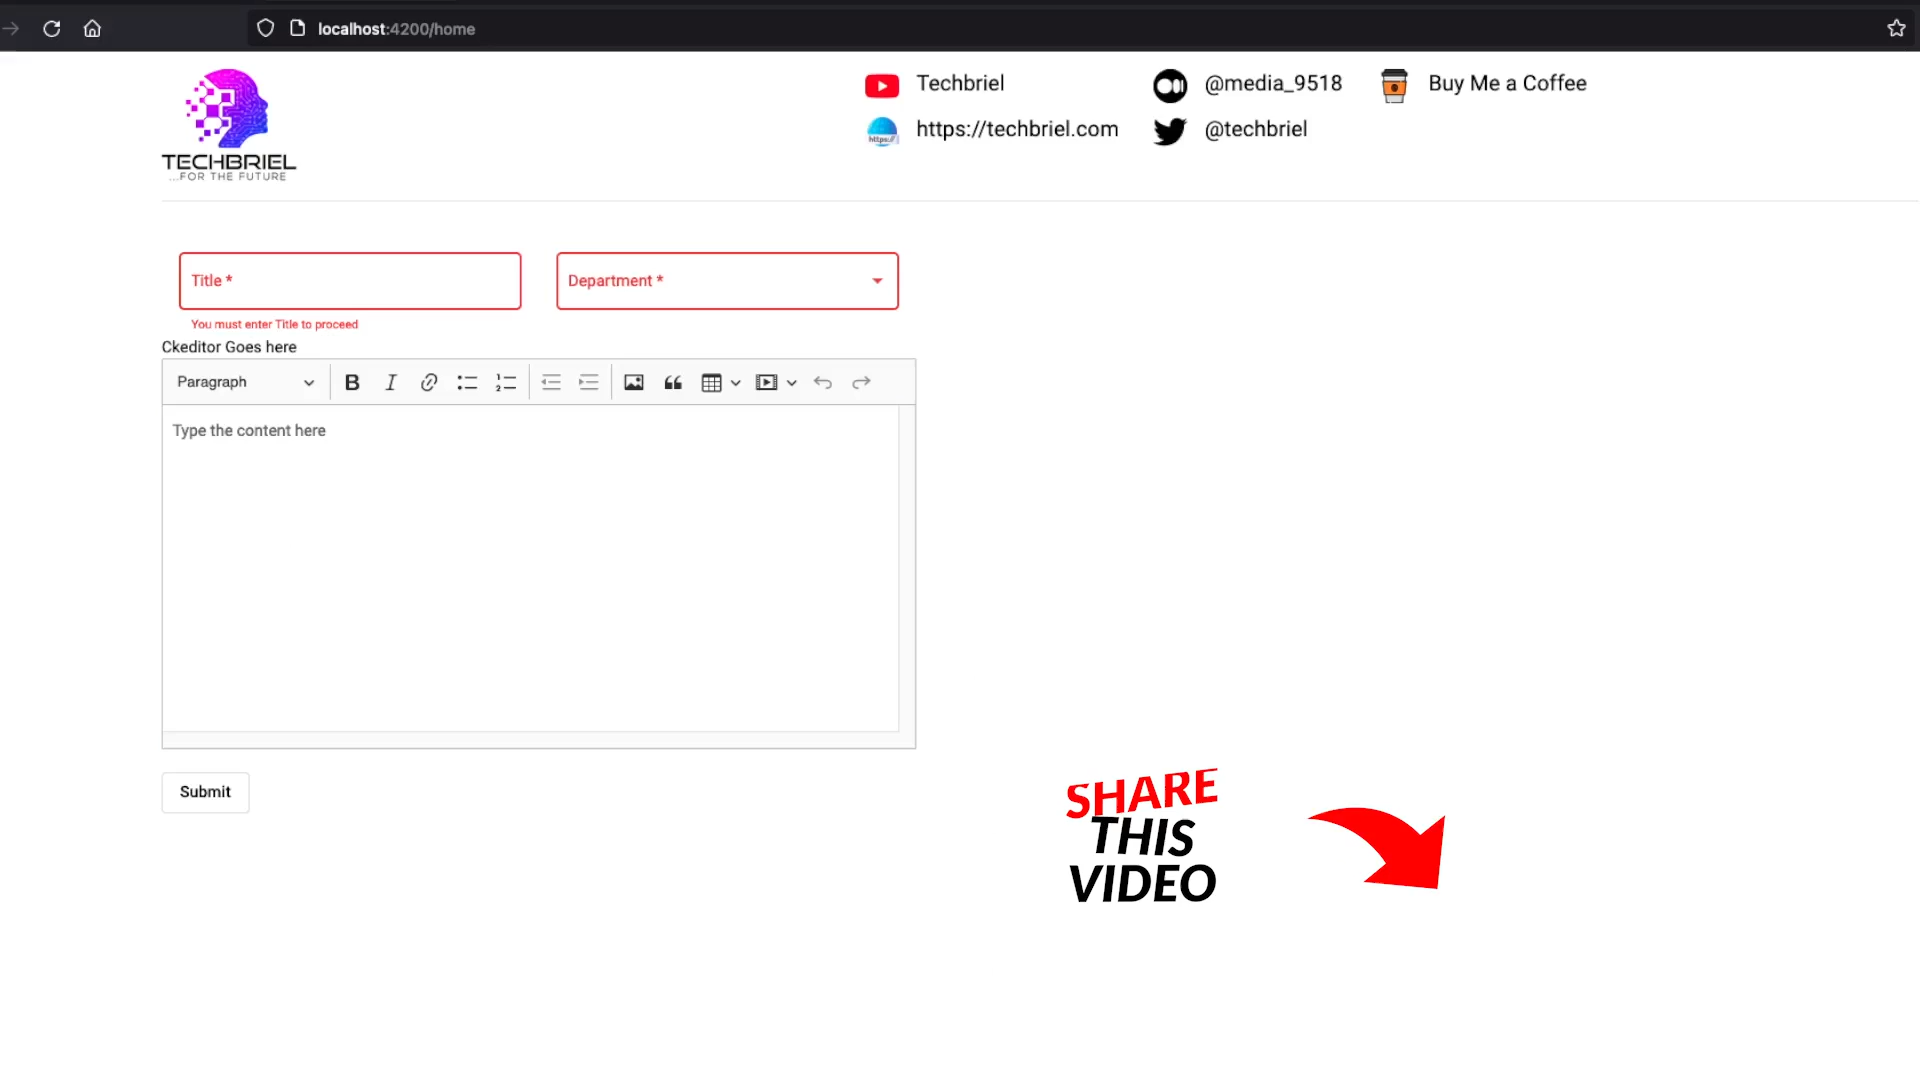 localhost:4200/home
TECHBRIEL
...FOR THE FUTURE
Techbriel
@media_9518
Buy Me a Coffee
https://
https://techbriel.com
@techbriel
Title *
Department *
You must enter Title to proceed
Ckeditor Goes here
Paragraph
B I
Type the content here
Submit
SHARE
THIS
VIDEO